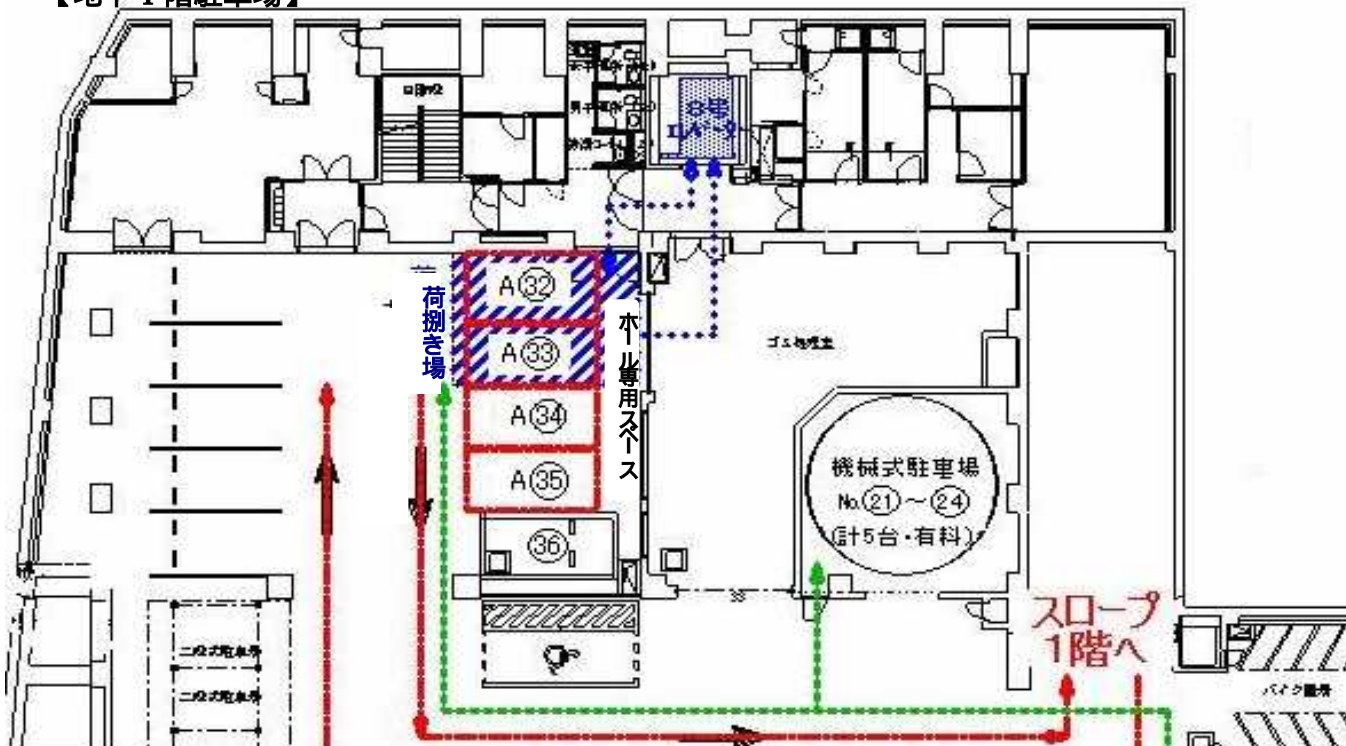 【地下1階駐車場】
8号
エレベータ
A㉜
荷捌き場
A㉝
ホール専用スペース
ゴミ処理室
A㉞
A㉟
㊱
機械式駐車場
No.㉑～㉔
(計5台・有料)
スロープ
1階へ
二段式駐車場
二段式駐車場
バイク置場